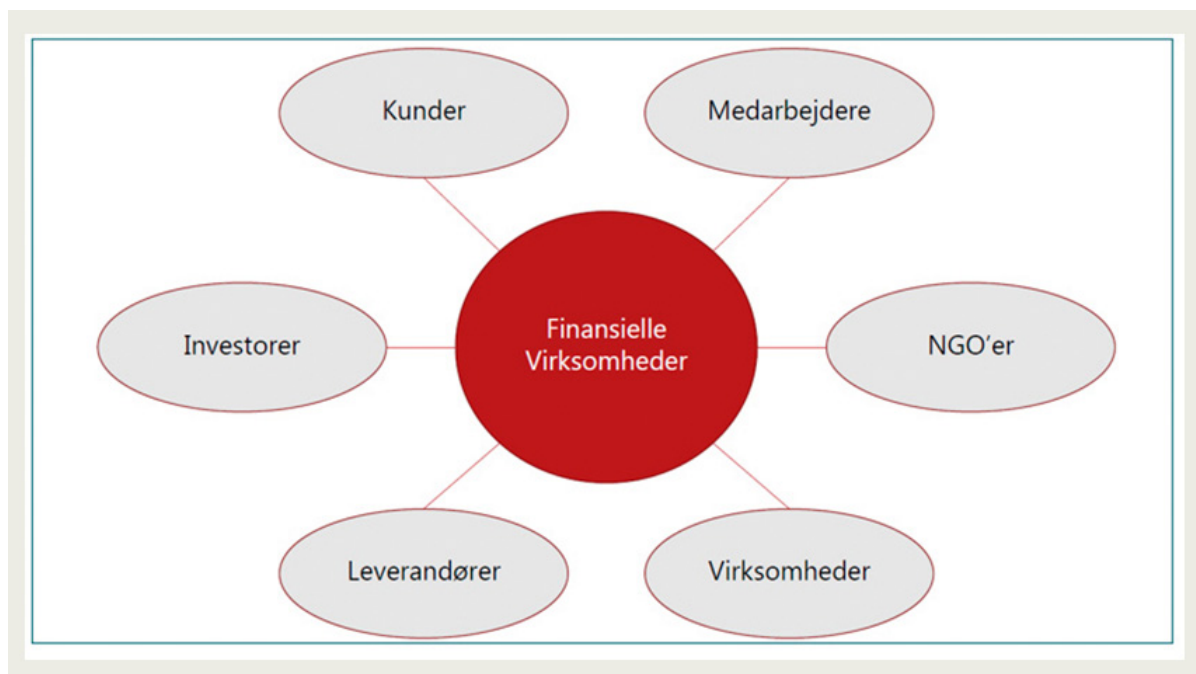 Kunder
Medarbejdere
Investorer
Finansielle
Virksomheder
NGO'er
Leverandører
Virksomheder